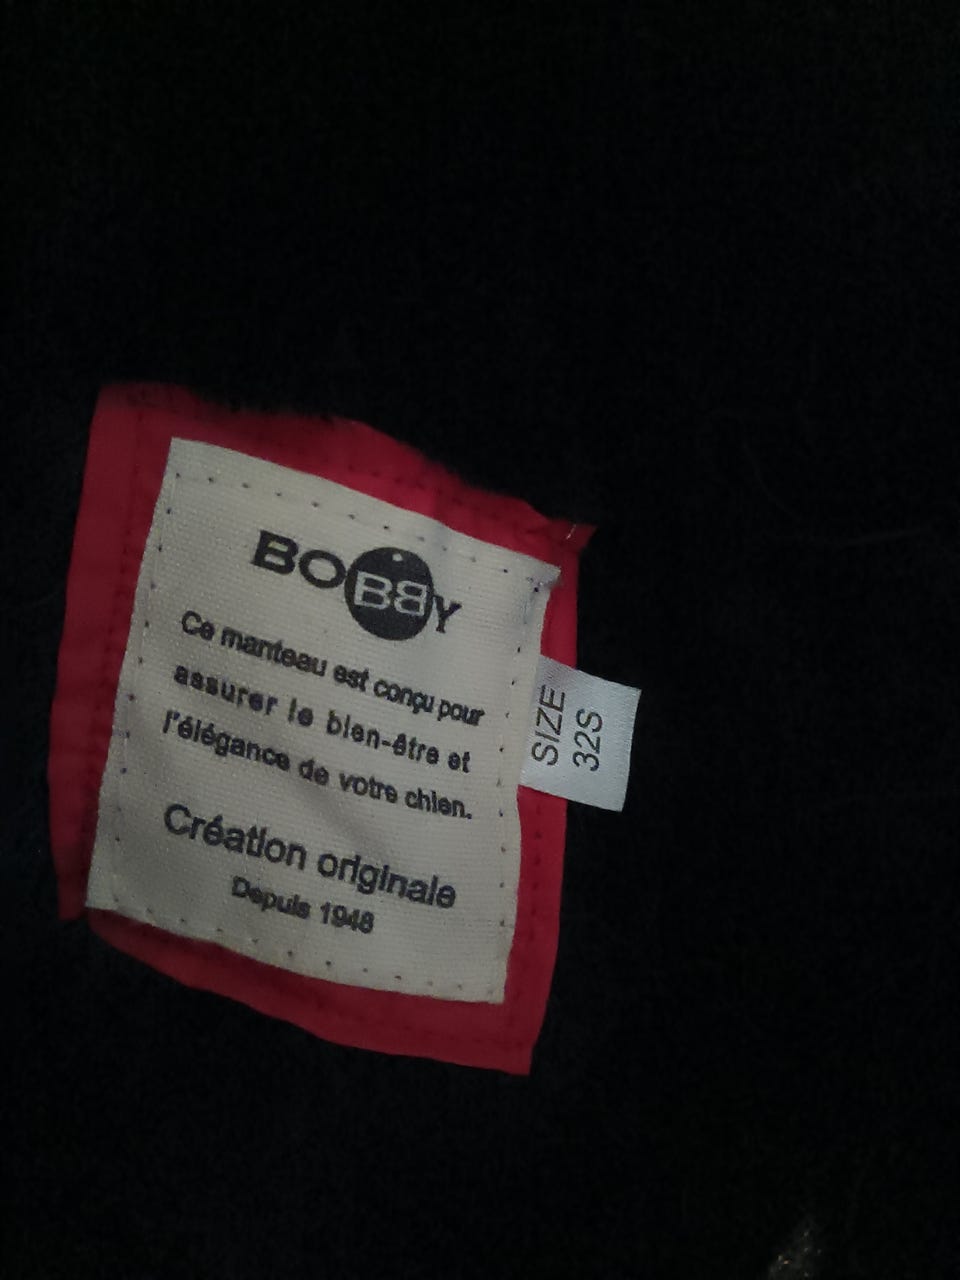 BOBBY
Ce manteau est conçu pour
assurer le bien-être et
l'élégance de votre chien.
Création originale
Depuis 1948
SIZE
32S